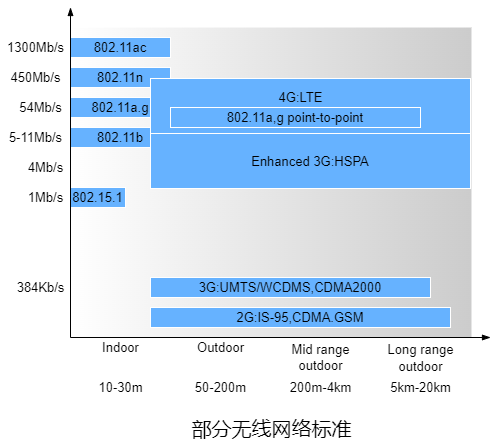 1300Mb/s
802.11ac
450Mb/s
802.11n
4G:LTE
54Mb/s
802.11a.g
802.11a,g point-to-point
5-11Mb/s
802.11b
Enhanced 3G:HSPA
4Mb/s
1Mb/s
802.15.1
384Kb/s
3G:UMTS/WCDMS,CDMA2000
2G:IS-95,CDMA.GSM
Indoor
Outdoor
Mid range
outdoor
Long range
outdoor
10-30m
50-200m
200m-4km
5km-20km
部分无线网络标准